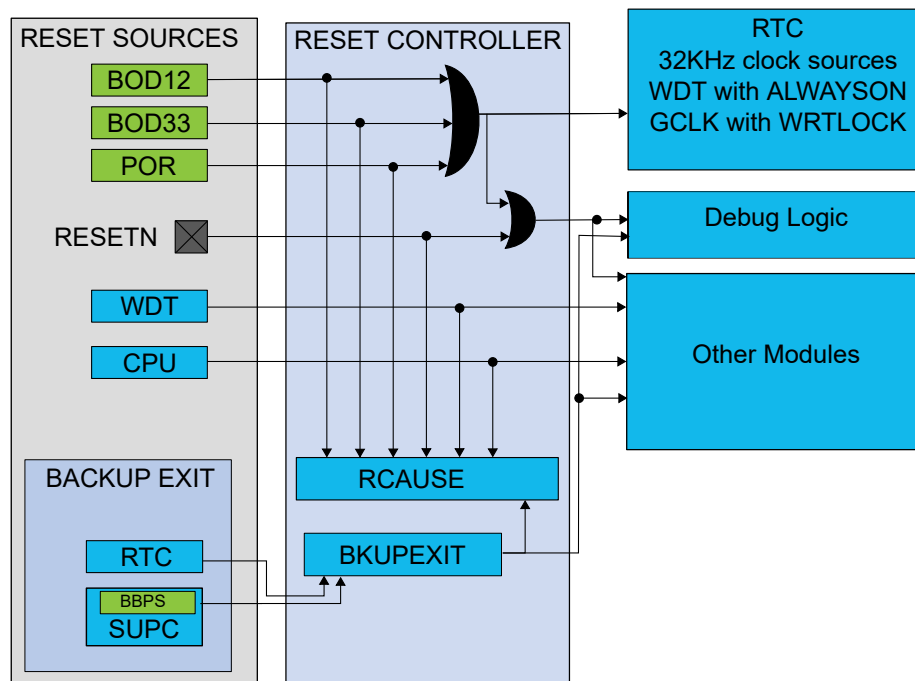 RESET SOURCES
BOD12
BOD33
POR
RESETN
WDT
CPU
BACKUP EXIT
RTC
BBPS
SUPC
RESET CONTROLLER
RCAUSE
BKUPEXIT
RTC
32KHz clock sources
WDT with ALWAYSON
GCLK with WRTLOCK
Debug Logic
Other Modules